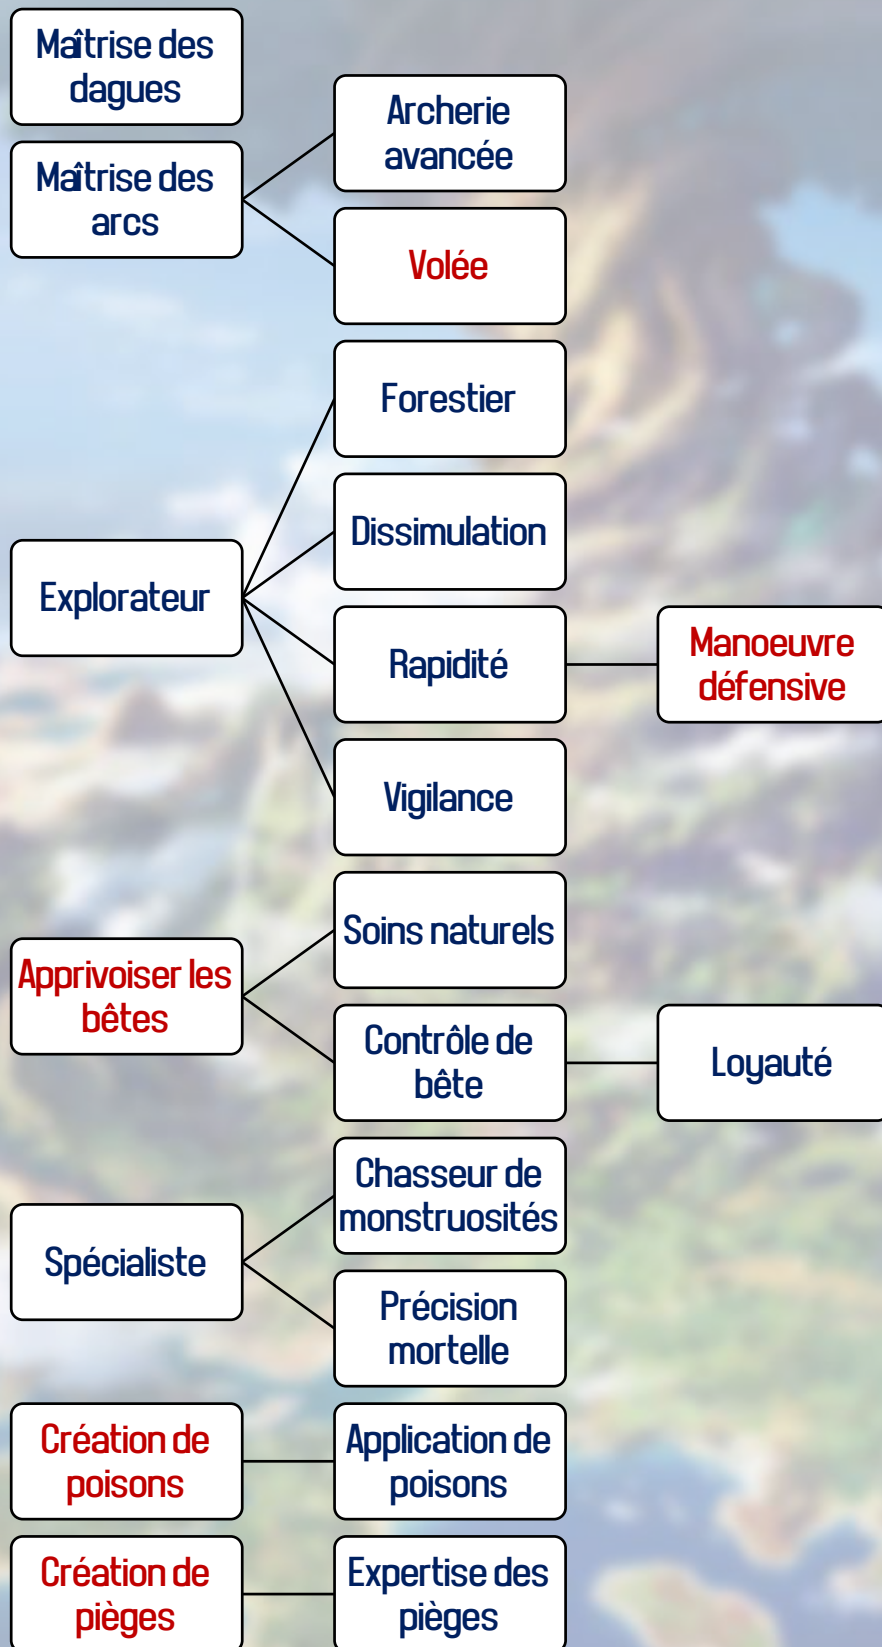 Maîtrise des
dagues
Maîtrise des
arcs
Archerie
avancée
Volée
Explorateur
Forestier
Dissimulation
Rapidité
Manoeuvre
défensive
Vigilance
Apprivoiser les
bêtes
Soins naturels
Contrôle de
bête
Loyauté
Spécialiste
Chasseur de
monstruosités
Précision
mortelle
Création de
poisons
Application de
poisons
Création de
pièges
Expertise des
pièges